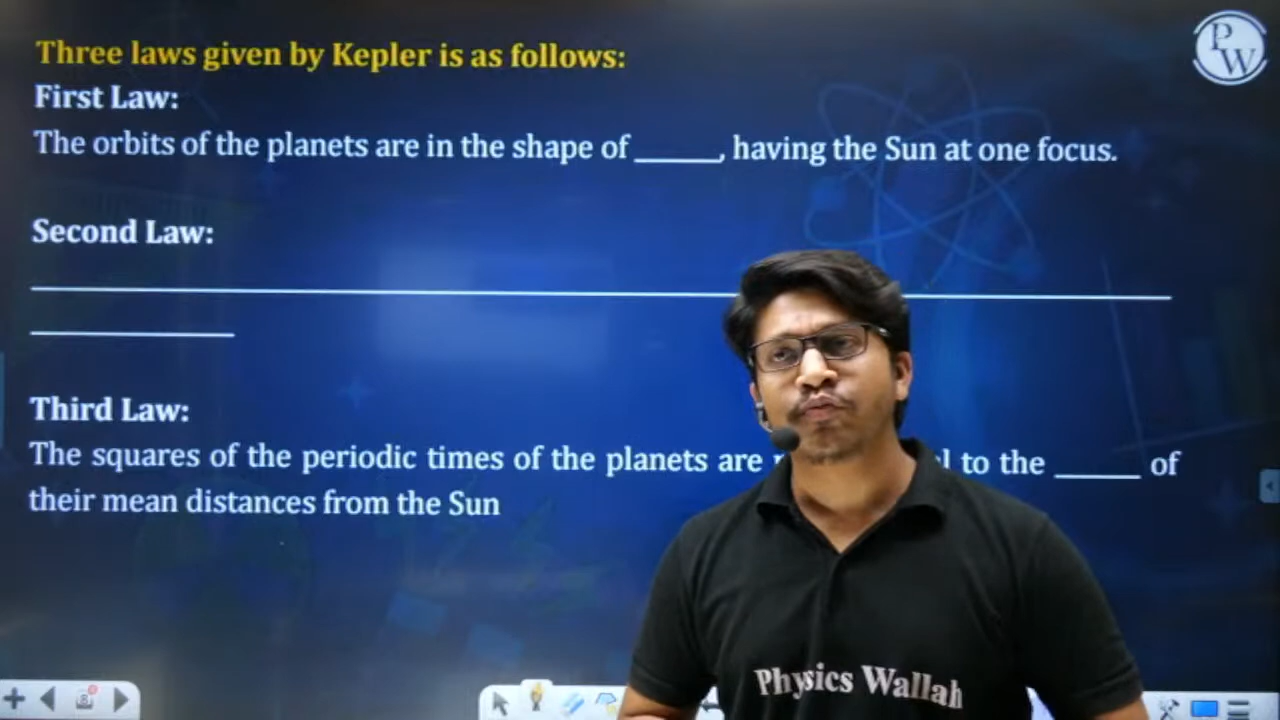 Three laws given by Kepler is as follows:
PW
First Law:
The orbits of the planets are in the shape of ______, having the Sun at one focus.
Second Law:
Third Law:
The squares of the periodic times of the planets are to the ______ of
their mean distances from the Sun
Physics Wallah